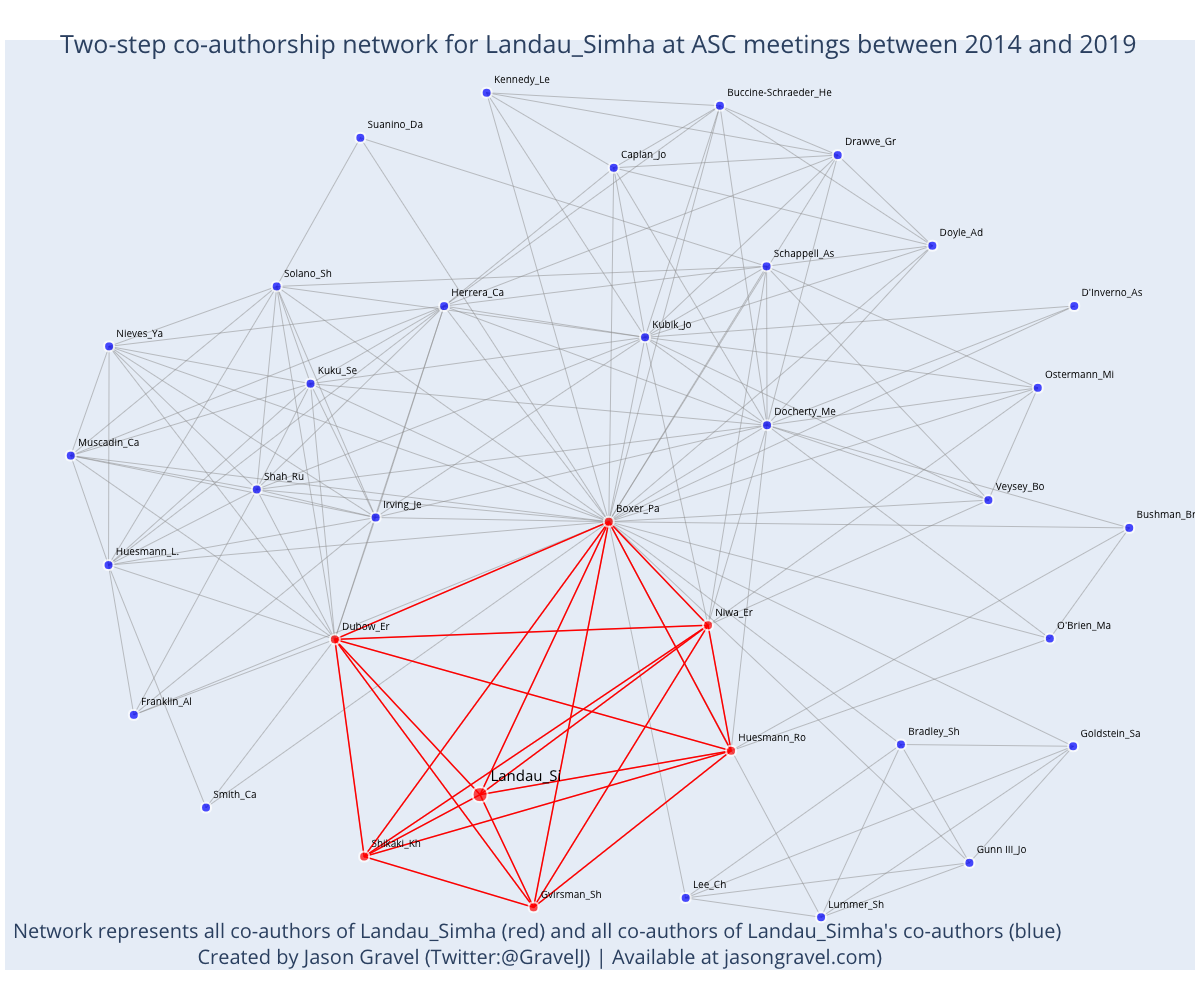 Two-step co-authorship network for Landau_Simha at ASC meetings between 2014 and 2019
Kennedy_Le
Buccine-Schraeder_He
Suanino_Da
Drawve_Gr
Caplan_Jo
Doyle_Ad
Schappell_As
Solano_Sh
Herrera_Ca
D'Inverno_As
Kubik_Jo
Nieves_Ya
Kuku_Se
Ostermann_Mi
Docherty_Me
Muscadin_Ca
Shah_Ru
Veysey_Bo
Irving_Je
Boxer_Pa
Bushman_Br
Huesmann_L.
Niwa_Er
Dubow_Er
O'Brien_Ma
Franklin_Al
Bradley_Sh
Goldstein_Sa
Huesmann_Ro
Landau_Si
Smith_Ca
Shikaki_Kh
Gunn III_Jo
Lee_Ch
Gvirsman_Sh
Lummer_Sh
Network represents all co-authors of Landau_Simha (red) and all co-authors of Landau_Simha's co-authors (blue)
Created by Jason Gravel (Twitter:@GravelJ) | Available at jasongravel.com)